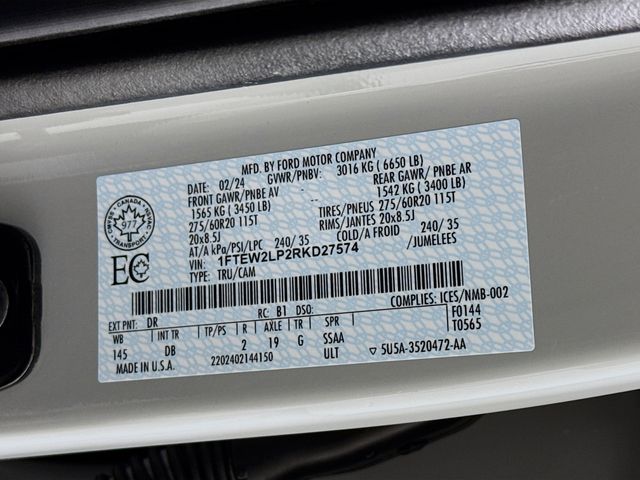 MFD. BY FORD MOTOR COMPANY
DATE: 02/24 GVWR/PNBV: 3016 KG ( 6650 LB)
FRONT GAWR/PNBE AV REAR GAWR/ PNBE AR
1565 KG ( 3450 LB) 1542 KG ( 3400 LB)
275/60R20 115T TIRES/PNEUS 275/60R20 115T
20x8.5J RIMS/JANTES 20x8.5J
AT/A kPa/PSI/LPC 240/ 35 COLD/A FROID 240/ 35
VIN: 1FTEW2LP2RKD27574 /JUMELEES
TYPE: TRU/CAM
CANADA
977
TRANSPORT
EC
COMPLIES: ICES/NMB-002
EXT PNT: DR RC: B1 DSO: F0144
WB INT TR TP/PS R AXLE TR SPR T0565
145 DB 2 19 G SSAA
MADE IN U.S.A. 2202402144150 ULT ▽ 5U5A-3520472-AA